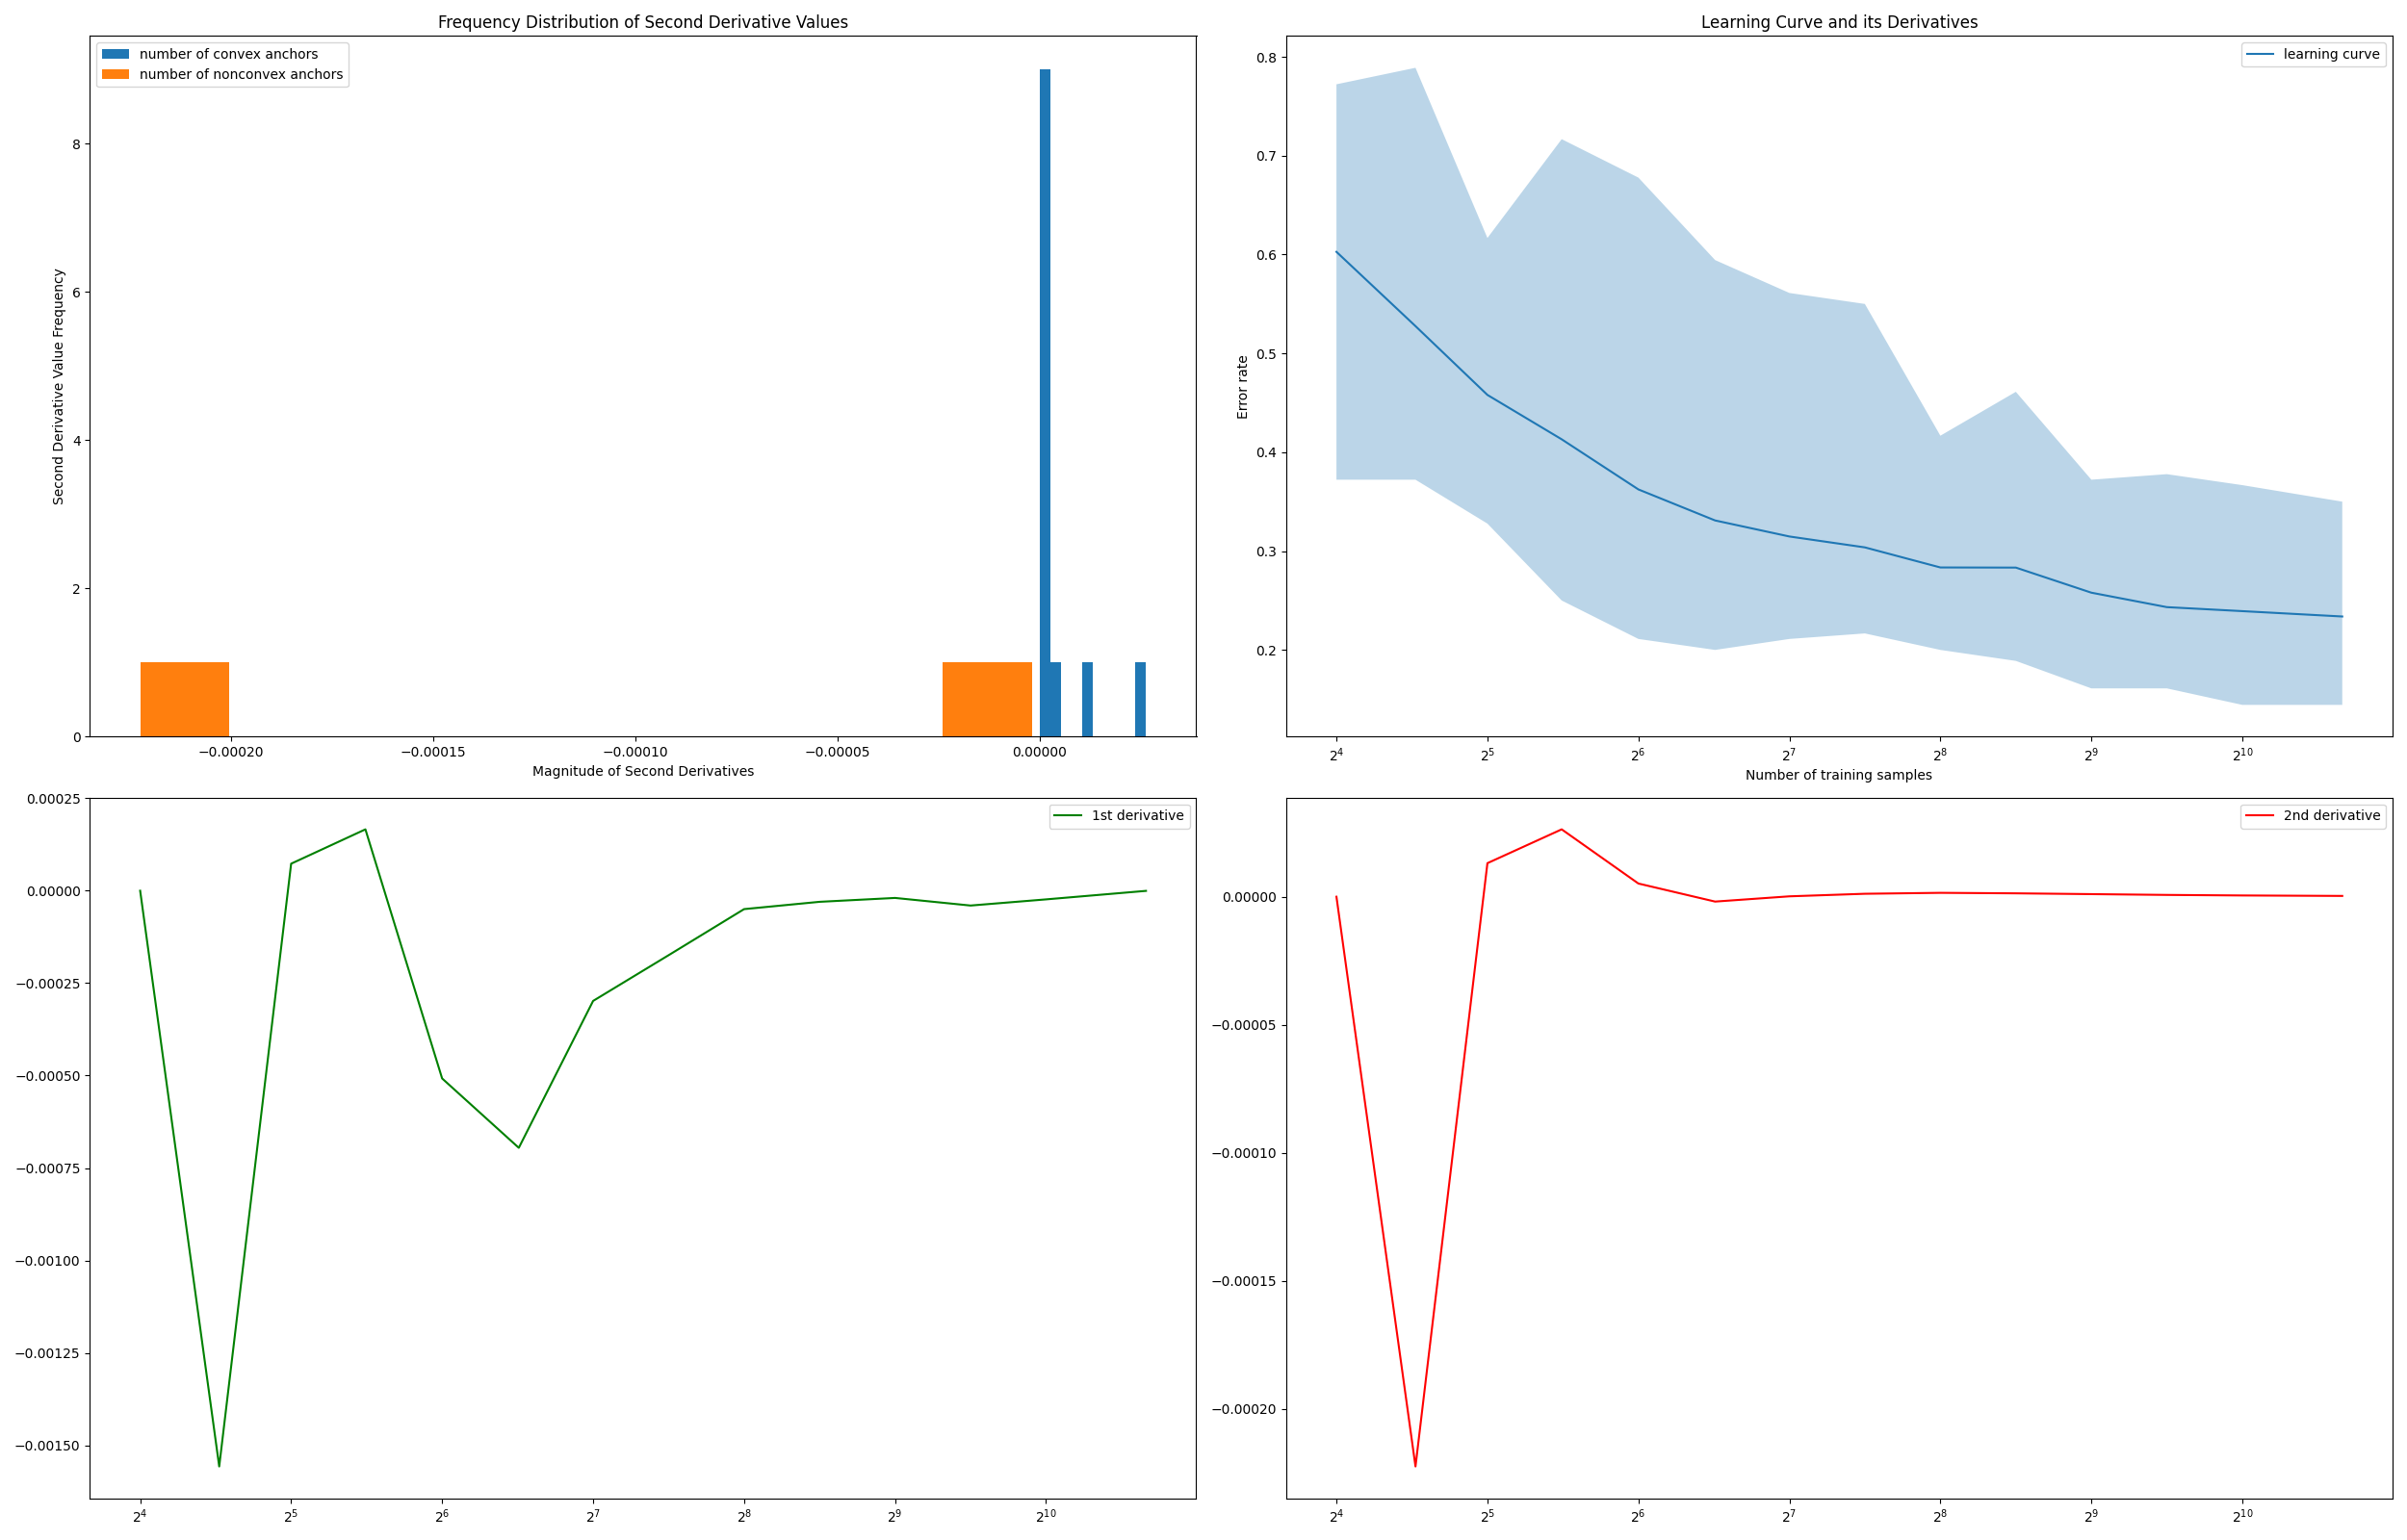 Frequency Distribution of Second Derivative Values
number of convex anchors
number of nonconvex anchors
Second Derivative Value Frequency
8
6
4
2
0
−0.00020 −0.00015 −0.00010 −0.00005 0.00000
Magnitude of Second Derivatives
Learning Curve and its Derivatives
learning curve
Error rate
0.8
0.7
0.6
0.5
0.4
0.3
0.2
2⁴ 2⁵ 2⁶ 2⁷ 2⁸ 2⁹ 2¹⁰
Number of training samples
1st derivative
0.00025
0.00000
−0.00025
−0.00050
−0.00075
−0.00100
−0.00125
−0.00150
2⁴ 2⁵ 2⁶ 2⁷ 2⁸ 2⁹ 2¹⁰
2nd derivative
0.00000
−0.00005
−0.00010
−0.00015
−0.00020
2⁴ 2⁵ 2⁶ 2⁷ 2⁸ 2⁹ 2¹⁰